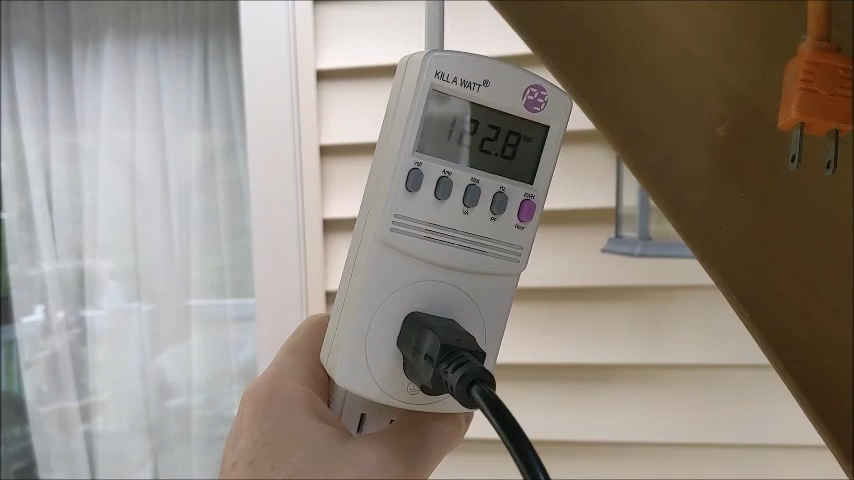 KILL A WATT®
P3
122.8
Volt Amp Watt Hz KWH
VA PF Hour